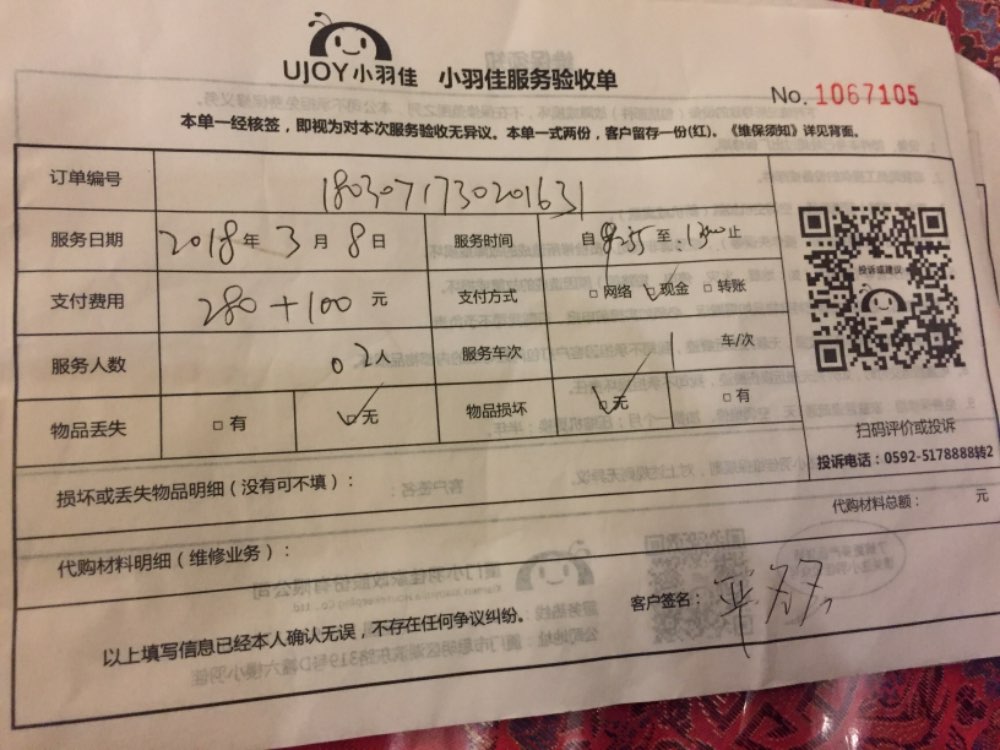 UJOY小羽佳 小羽佳服务验收单
No. 1067105
本单一经核签，即视为对本次服务验收无异议。本单一式两份，客户留存一份(红)。《维保须知》详见背面。
订单编号 1803071730201631
服务日期 2018年3月8日 服务时间 自 至 止
支付费用 280+100元 支付方式 □网络 现金 □转账
服务人数 02人 服务车次 1 车/次
物品丢失 □有 □无 物品损坏 □无 □有
投诉或建议
扫码评价或投诉
投诉电话：0592-5178888转2
损坏或丢失物品明细（没有可不填）：
代购材料总额： 元
代购材料明细（维修业务）：
客户签名：
以上填写信息已经本人确认无误，不存在任何争议纠纷。